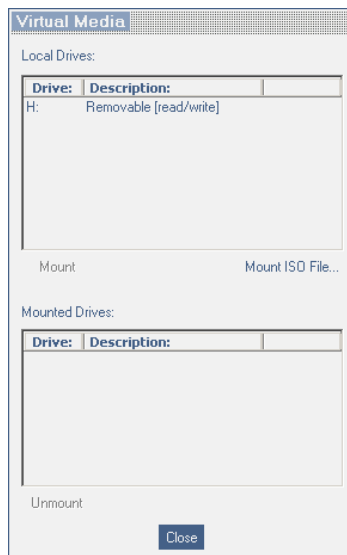 Virtual Media
Local Drives:
Drive: Description:
H: Removable [read/write]
Mount Mount ISO File...
Mounted Drives:
Drive: Description:
Unmount
Close